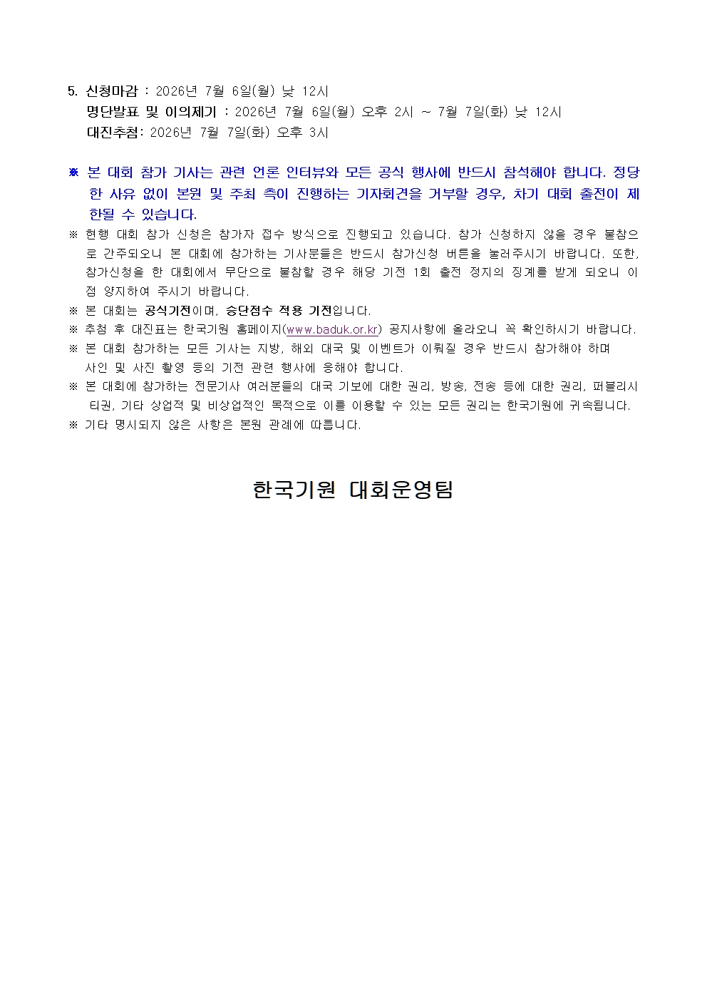 5. 신청마감 : 2026년 7월 6일(월) 낮 12시
명단발표 및 이의제기 : 2026년 7월 6일(월) 오후 2시 ~ 7월 7일(화) 낮 12시
대진추첨: 2026년 7월 7일(화) 오후 3시
※ 본 대회 참가 기사는 관련 언론 인터뷰와 모든 공식 행사에 반드시 참석해야 합니다. 정당
한 사유 없이 본원 및 주최 측이 진행하는 기자회견을 거부할 경우, 차기 대회 출전이 제
한될 수 있습니다.
※ 현행 대회 참가 신청은 참가자 접수 방식으로 진행되고 있습니다. 참가 신청하지 않을 경우 불참으
로 간주되오니 본 대회에 참가하는 기사분들은 반드시 참가신청 버튼을 눌러주시기 바랍니다. 또한,
참가신청을 한 대회에서 무단으로 불참할 경우 해당 기전 1회 출전 정지의 징계를 받게 되오니 이
점 양지하여 주시기 바랍니다.
※ 본 대회는 공식기전이며, 승단점수 적용 기전입니다.
※ 추첨 후 대진표는 한국기원 홈페이지(www.baduk.or.kr) 공지사항에 올라오니 꼭 확인하시기 바랍니다.
※ 본 대회 참가하는 모든 기사는 지방, 해외 대국 및 이벤트가 이뤄질 경우 반드시 참가해야 하며
사인 및 사진 촬영 등의 기전 관련 행사에 응해야 합니다.
※ 본 대회에 참가하는 전문기사 여러분들의 대국 기보에 대한 권리, 방송, 전송 등에 대한 권리, 퍼블리시
티권, 기타 상업적 및 비상업적인 목적으로 이를 이용할 수 있는 모든 권리는 한국기원에 귀속됩니다.
※ 기타 명시되지 않은 사항은 본원 관례에 따릅니다.
한국기원 대회운영팀